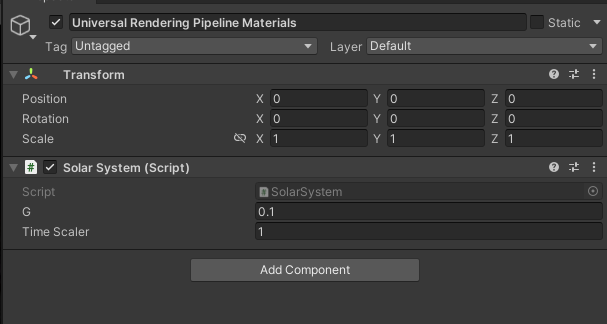 Universal Rendering Pipeline Materials Static
Tag Untagged Layer Default
Transform
Position X 0 Y 0 Z 0
Rotation X 0 Y 0 Z 0
Scale X 1 Y 1 Z 1
# Solar System (Script)
Script SolarSystem
G 0.1
Time Scaler 1
Add Component